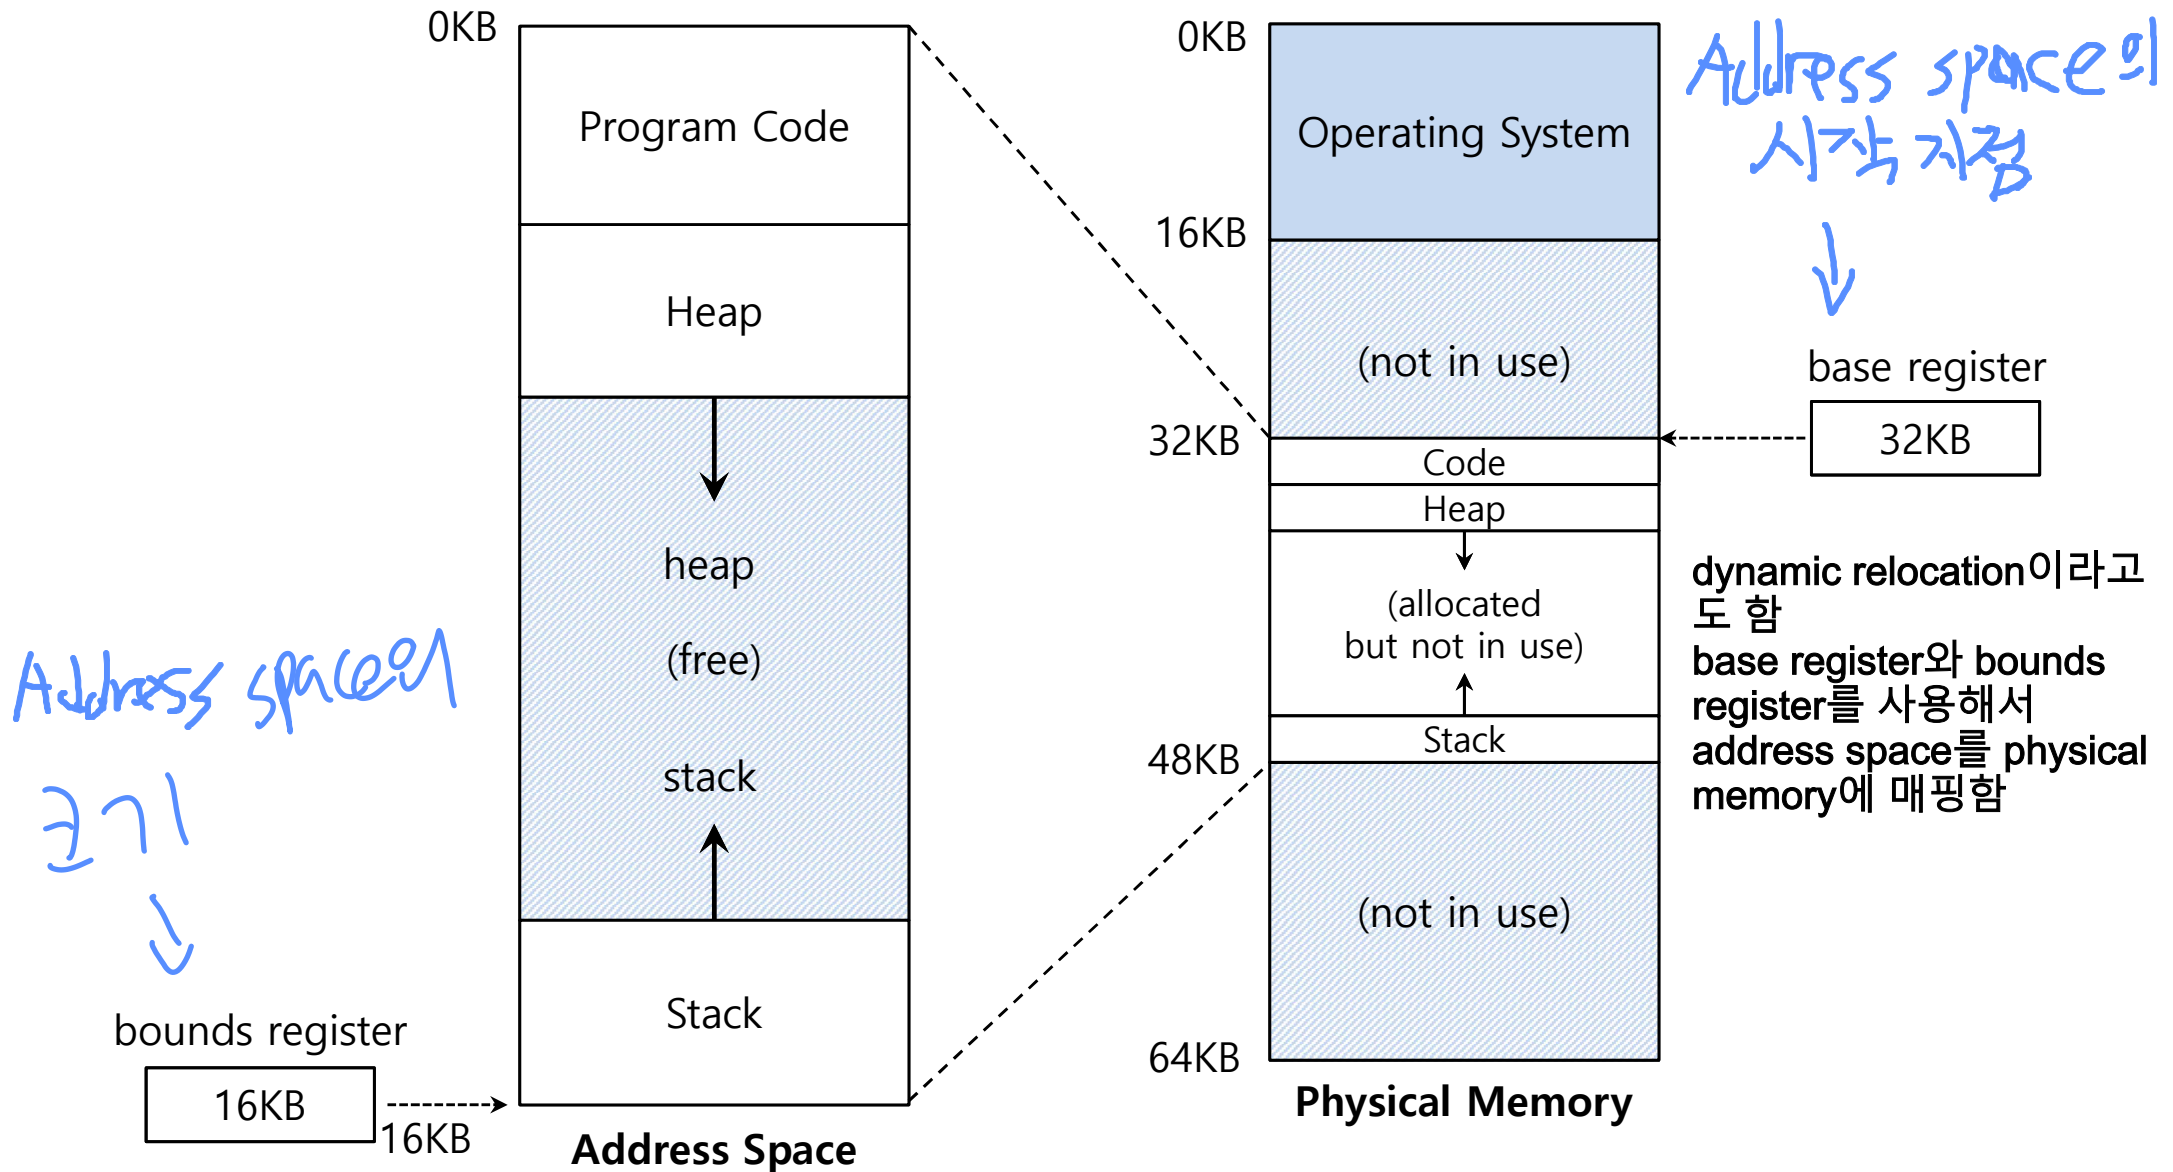 0KB
Program Code
Heap
heap
(free)
stack
Stack
Address space의
크기
bounds register
16KB
16KB
Address Space
0KB
Operating System
16KB
(not in use)
32KB
Code
Heap
(allocated
but not in use)
Stack
48KB
(not in use)
64KB
Physical Memory
Address space의
시작 지점
base register
32KB
dynamic relocation이라고
도 함
base register와 bounds
register를 사용해서
address space를 physical
memory에 매핑함